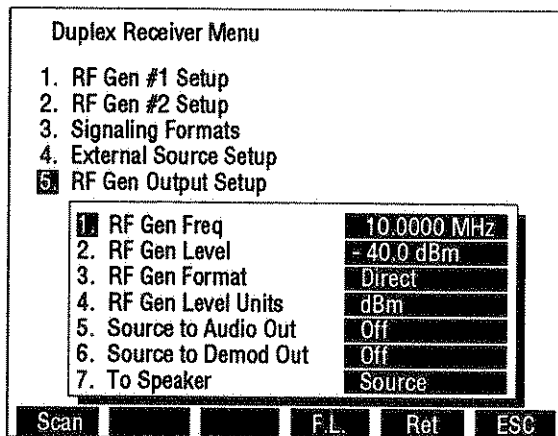 Duplex Receiver Menu
1. RF Gen #1 Setup
2. RF Gen #2 Setup
3. Signaling Formats
4. External Source Setup
5. RF Gen Output Setup
1. RF Gen Freq 10.0000 MHz
2. RF Gen Level - 40.0 dBm
3. RF Gen Format Direct
4. RF Gen Level Units dBm
5. Source to Audio Out Off
6. Source to Demod Out Off
7. To Speaker Source
Scan F.L. Ret ESC